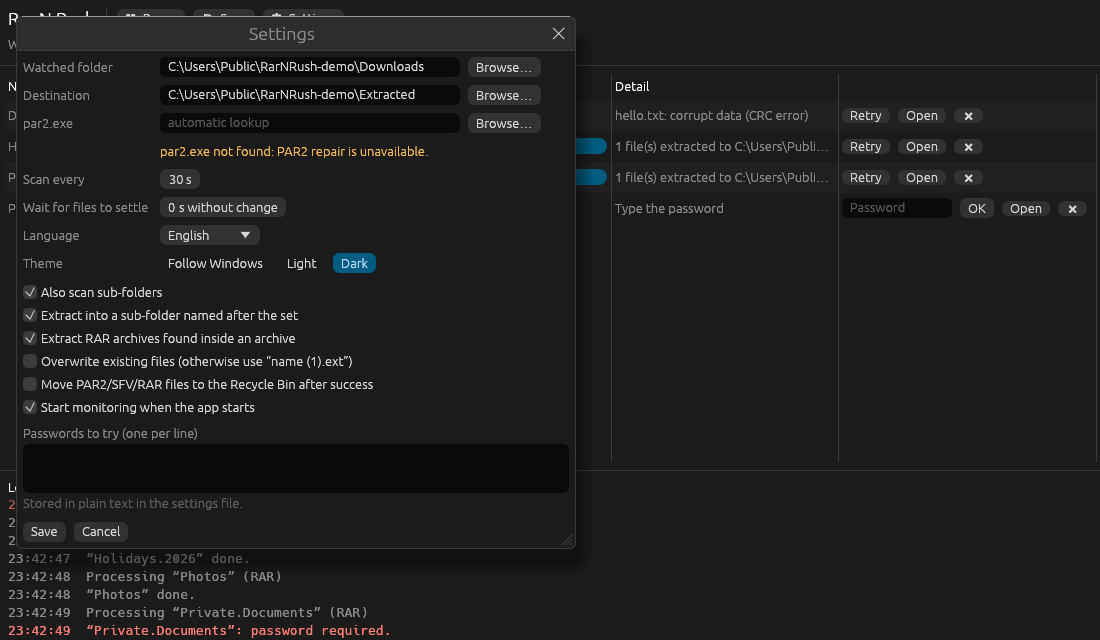 Settings
Watched folder C:\Users\Public\RarNRush-demo\Downloads Browse…
Destination C:\Users\Public\RarNRush-demo\Extracted Browse…
par2.exe automatic lookup Browse…
par2.exe not found: PAR2 repair is unavailable.
Scan every 30 s
Wait for files to settle 0 s without change
Language English
Theme Follow Windows Light Dark
Also scan sub-folders
Extract into a sub-folder named after the set
Extract RAR archives found inside an archive
Overwrite existing files (otherwise use “name (1).ext”)
Move PAR2/SFV/RAR files to the Recycle Bin after success
Start monitoring when the app starts
Passwords to try (one per line)
Stored in plain text in the settings file.
Save Cancel
Detail
hello.txt: corrupt data (CRC error) Retry Open ×
1 file(s) extracted to C:\Users\Publi… Retry Open ×
1 file(s) extracted to C:\Users\Publi… Retry Open ×
Type the password Password OK Open ×
23:42:47 “Holidays.2026” done.
23:42:48 Processing “Photos” (RAR)
23:42:48 “Photos” done.
23:42:49 Processing “Private.Documents” (RAR)
23:42:49 “Private.Documents”: password required.